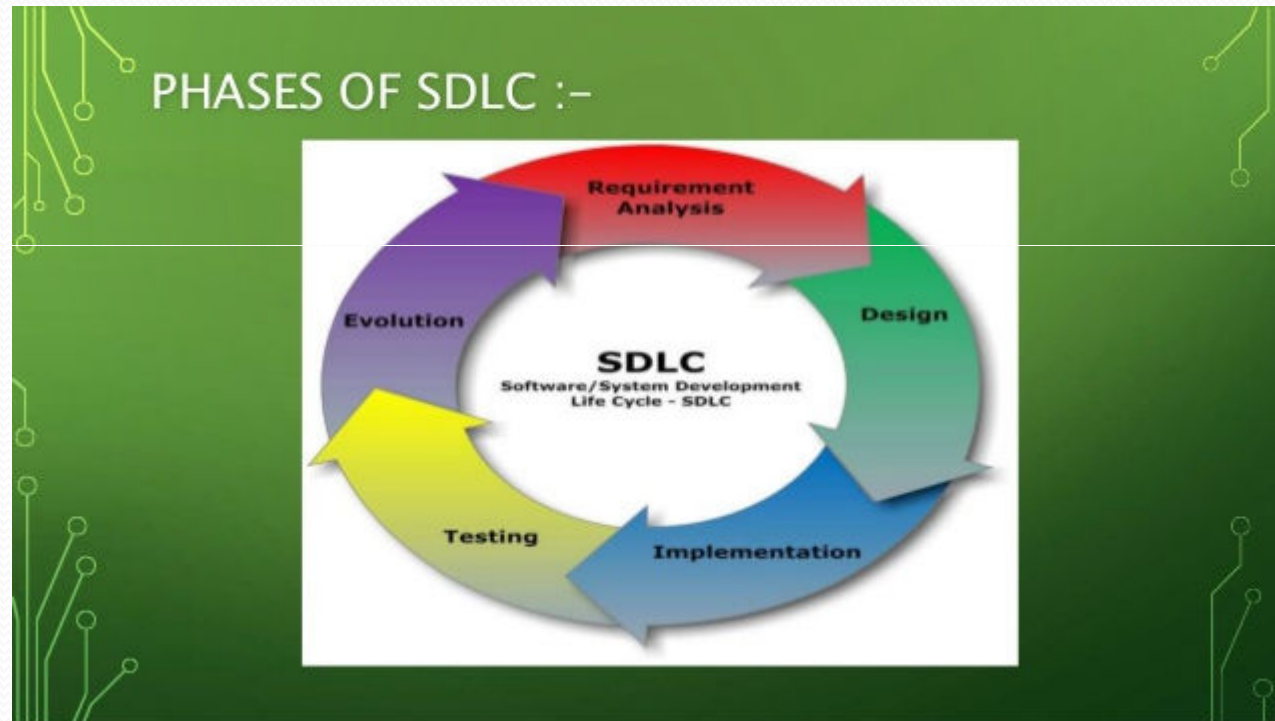 PHASES OF SDLC :-
Requirement
Analysis
Design
Implementation
Testing
Evolution
SDLC
Software/System Development
Life Cycle - SDLC